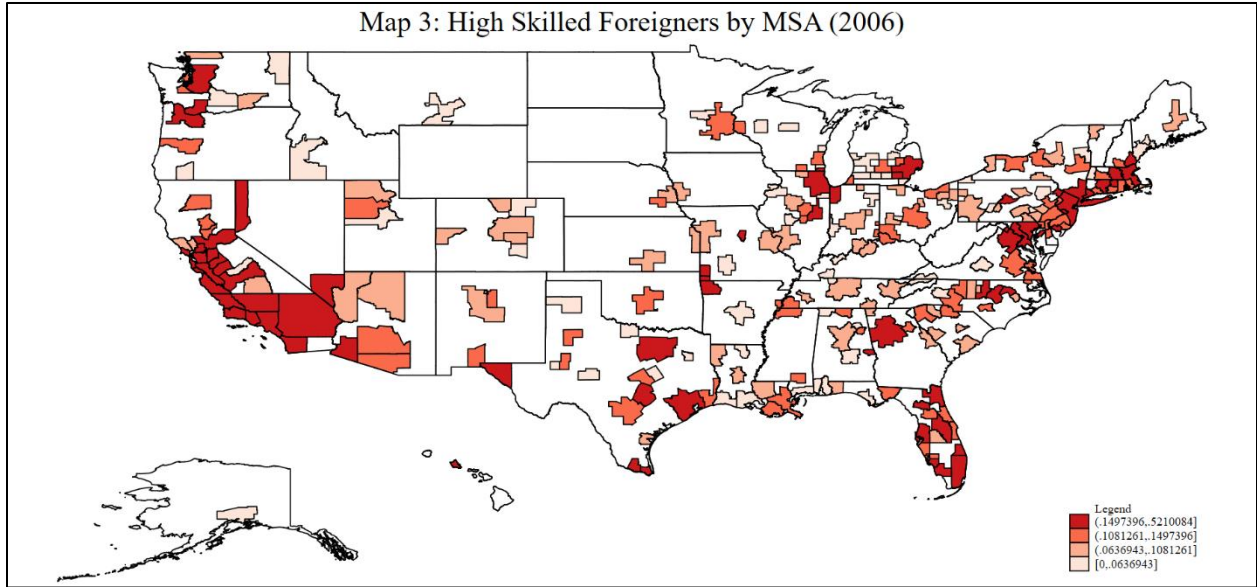 Map 3: High Skilled Foreigners by MSA (2006)
Legend
(.1497396,.5210084]
(.1081261,.1497396]
(.0636943,.1081261]
[0,.0636943]